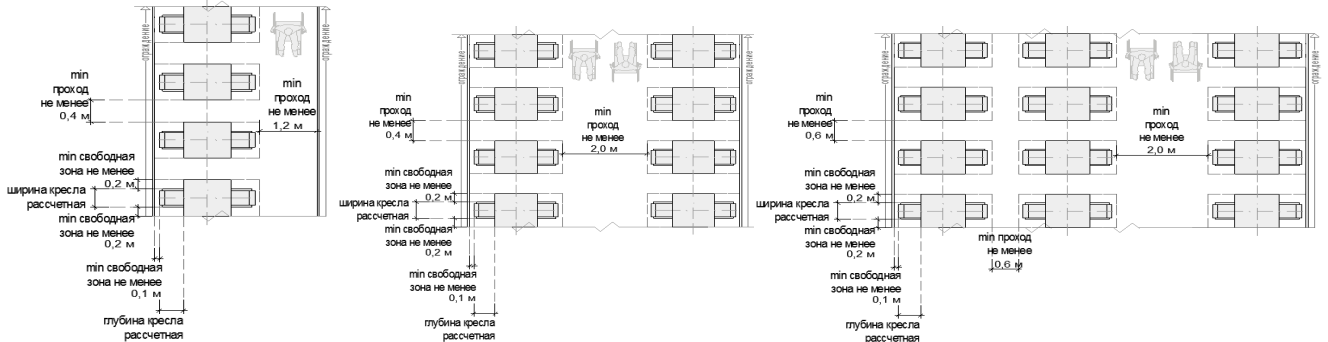 ограждение
ограждение
min
проход
не менее
0,4 м
min
проход
не менее
1,2 м
min свободная
зона не менее
0,2 м
ширина кресла
рассчетная
min свободная
зона не менее
0,2 м
min свободная
зона не менее
0,1 м
глубина кресла
рассчетная
ограждение
ограждение
min
проход
не менее
0,4 м
min
проход
не менее
2,0 м
min свободная
зона не менее
0,2 м
ширина кресла
рассчетная
min свободная
зона не менее
0,2 м
min свободная
зона не менее
0,1 м
глубина кресла
рассчетная
ограждение
ограждение
min
проход
не менее
0,6 м
min
проход
не менее
2,0 м
min свободная
зона не менее
0,2 м
ширина кресла
рассчетная
min свободная
зона не менее
0,2 м
min проход
не менее
0,6 м
min свободная
зона не менее
0,1 м
глубина кресла
рассчетная